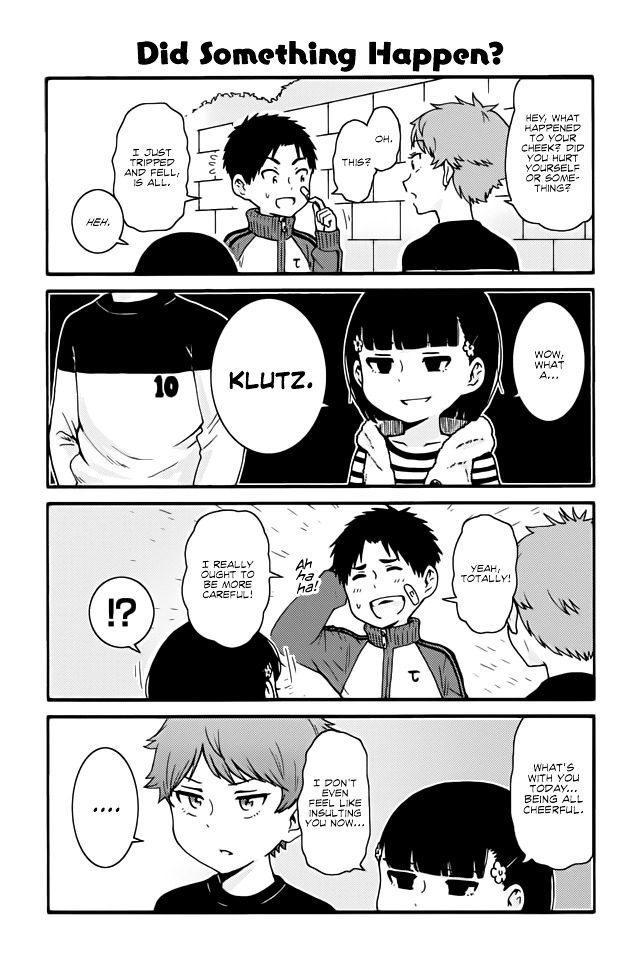 Did Something Happen?
HEY, WHAT
HAPPENED
TO YOUR
CHEEK? DID
YOU HURT
YOURSELF
OR SOME-
THING?
OH.
THIS?
I JUST
TRIPPED
AND FELL,
IS ALL.
HEH.
τ
WOW,
WHAT
A...
KLUTZ.
10
YEAH,
TOTALLY!
Ah
ha
ha!
I REALLY
OUGHT TO
BE MORE
CAREFUL!
!?
τ
WHAT'S
WITH YOU
TODAY...
BEING ALL
CHEERFUL.
I DON'T
EVEN
FEEL LIKE
INSULTING
YOU NOW...
....